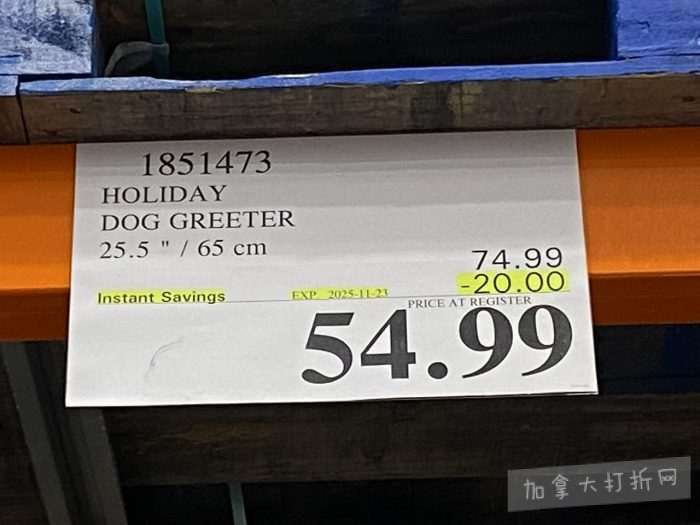 1851473
HOLIDAY
DOG GREETER
25.5 " / 65 cm
74.99
-20.00
Instant Savings EXP. 2025-11-23
PRICE AT REGISTER
54.99
加拿大打折网